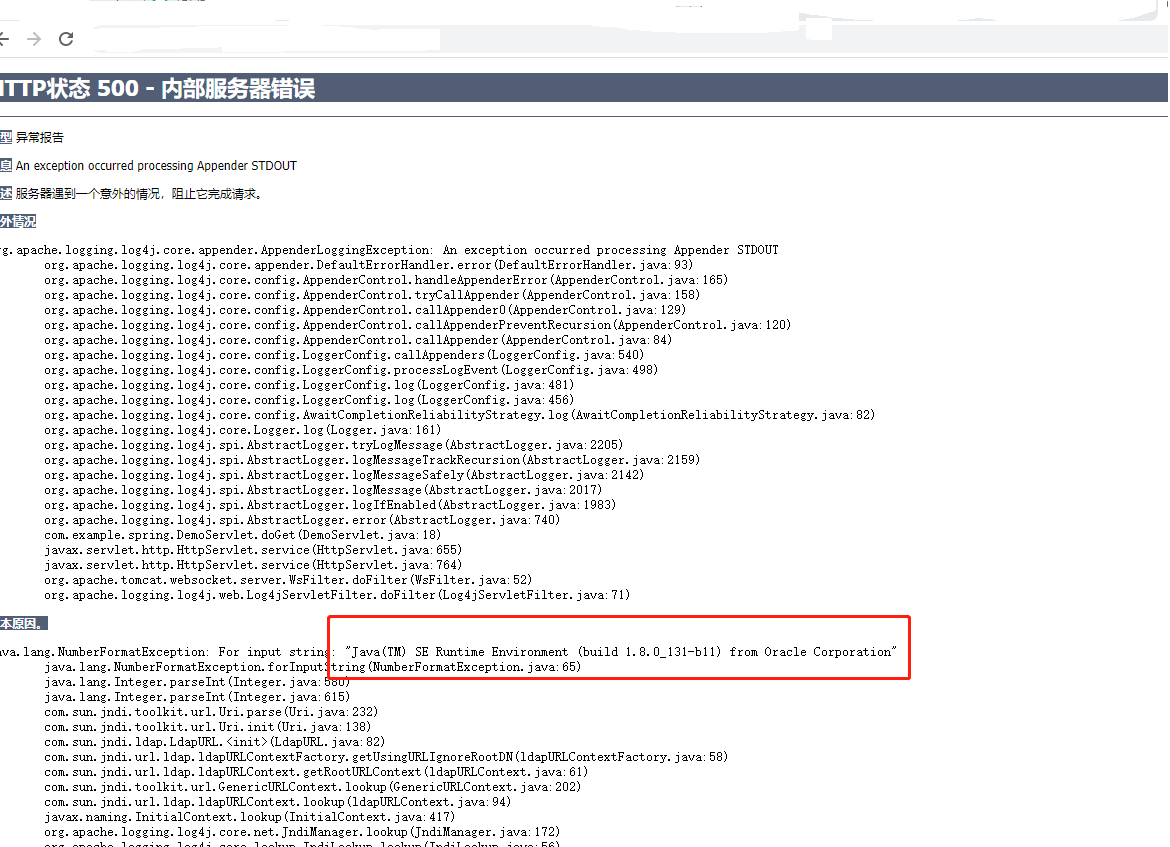 TTP状态 500 - 内部服务器错误
型 异常报告
息 An exception occurred processing Appender STDOUT
述 服务器遇到一个意外的情况，阻止它完成请求。
外情况
rg.apache.logging.log4j.core.appender.AppenderLoggingException: An exception occurred processing Appender STDOUT
org.apache.logging.log4j.core.appender.DefaultErrorHandler.error(DefaultErrorHandler.java:93)
org.apache.logging.log4j.core.config.AppenderControl.handleAppenderError(AppenderControl.java:165)
org.apache.logging.log4j.core.config.AppenderControl.tryCallAppender(AppenderControl.java:158)
org.apache.logging.log4j.core.config.AppenderControl.callAppender0(AppenderControl.java:129)
org.apache.logging.log4j.core.config.AppenderControl.callAppenderPreventRecursion(AppenderControl.java:120)
org.apache.logging.log4j.core.config.AppenderControl.callAppender(AppenderControl.java:84)
org.apache.logging.log4j.core.config.LoggerConfig.callAppenders(LoggerConfig.java:540)
org.apache.logging.log4j.core.config.LoggerConfig.processLogEvent(LoggerConfig.java:498)
org.apache.logging.log4j.core.config.LoggerConfig.log(LoggerConfig.java:481)
org.apache.logging.log4j.core.config.LoggerConfig.log(LoggerConfig.java:456)
org.apache.logging.log4j.core.config.AwaitCompletionReliabilityStrategy.log(AwaitCompletionReliabilityStrategy.java:82)
org.apache.logging.log4j.core.Logger.log(Logger.java:161)
org.apache.logging.log4j.spi.AbstractLogger.tryLogMessage(AbstractLogger.java:2205)
org.apache.logging.log4j.spi.AbstractLogger.logMessageTrackRecursion(AbstractLogger.java:2159)
org.apache.logging.log4j.spi.AbstractLogger.logMessageSafely(AbstractLogger.java:2142)
org.apache.logging.log4j.spi.AbstractLogger.logMessage(AbstractLogger.java:2017)
org.apache.logging.log4j.spi.AbstractLogger.logIfEnabled(AbstractLogger.java:1983)
org.apache.logging.log4j.spi.AbstractLogger.error(AbstractLogger.java:740)
com.example.spring.DemoServlet.doGet(DemoServlet.java:18)
javax.servlet.http.HttpServlet.service(HttpServlet.java:655)
javax.servlet.http.HttpServlet.service(HttpServlet.java:764)
org.apache.tomcat.websocket.server.WsFilter.doFilter(WsFilter.java:52)
org.apache.logging.log4j.web.Log4jServletFilter.doFilter(Log4jServletFilter.java:71)
本原因。
ava.lang.NumberFormatException: For input string: "Java(TM) SE Runtime Environment (build 1.8.0_131-b11) from Oracle Corporation"
java.lang.NumberFormatException.forInputString(NumberFormatException.java:65)
java.lang.Integer.parseInt(Integer.java:580)
java.lang.Integer.parseInt(Integer.java:615)
com.sun.jndi.toolkit.url.Uri.parse(Uri.java:232)
com.sun.jndi.toolkit.url.Uri.init(Uri.java:138)
com.sun.jndi.ldap.LdapURL.<init>(LdapURL.java:82)
com.sun.jndi.url.ldap.ldapURLContextFactory.getUsingURLIgnoreRootDN(ldapURLContextFactory.java:58)
com.sun.jndi.url.ldap.ldapURLContext.getRootURLContext(ldapURLContext.java:61)
com.sun.jndi.toolkit.url.GenericURLContext.lookup(GenericURLContext.java:202)
com.sun.jndi.url.ldap.ldapURLContext.lookup(ldapURLContext.java:94)
javax.naming.InitialContext.lookup(InitialContext.java:417)
org.apache.logging.log4j.core.net.JndiManager.lookup(JndiManager.java:172)
org.apache.logging.log4j.core.lookup.JndiLookup.lookup(JndiLookup.java:56)